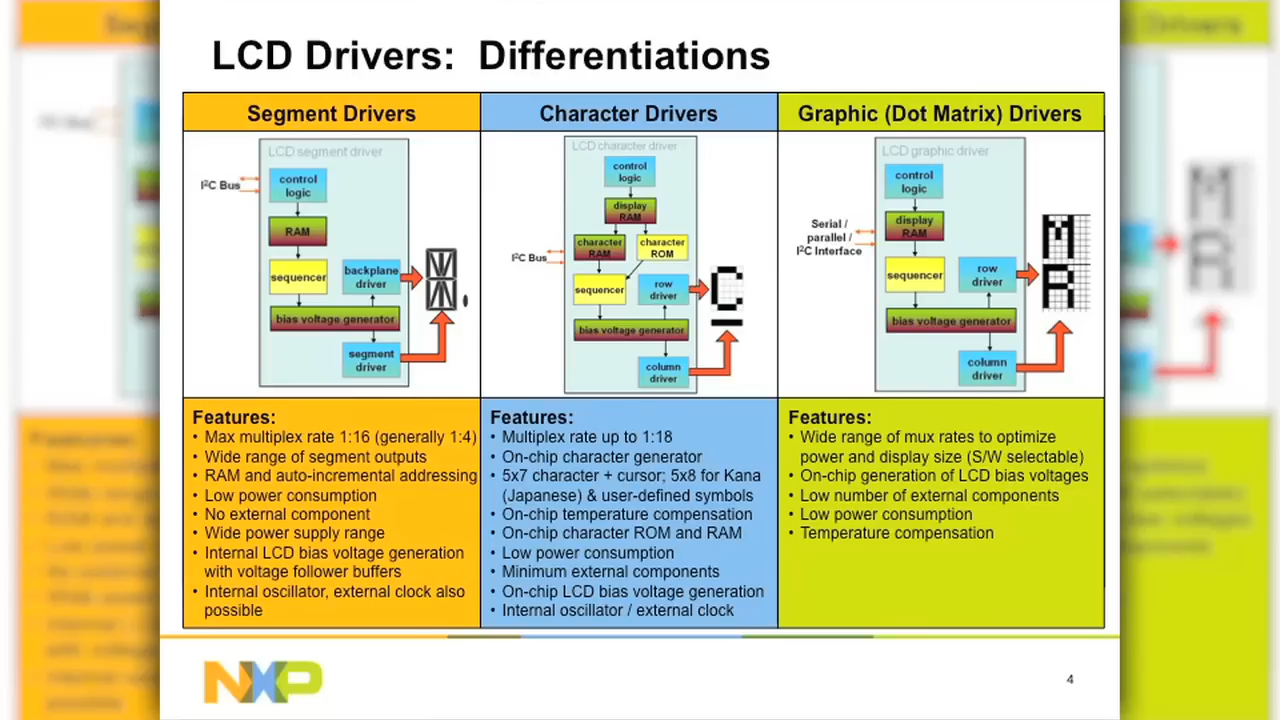 LCD Drivers: Differentiations
Segment Drivers
LCD segment driver
I²C Bus
control
logic
RAM
sequencer
backplane
driver
bias voltage generator
segment
driver
Features:
• Max multiplex rate 1:16 (generally 1:4)
• Wide range of segment outputs
• RAM and auto-incremental addressing
• Low power consumption
• No external component
• Wide power supply range
• Internal LCD bias voltage generation
with voltage follower buffers
• Internal oscillator, external clock also
possible
Character Drivers
LCD character driver
control
logic
display
RAM
character
RAM
character
ROM
I²C Bus
sequencer
row
driver
C
bias voltage generator
column
driver
Features:
• Multiplex rate up to 1:18
• On-chip character generator
• 5x7 character + cursor; 5x8 for Kana
(Japanese) & user-defined symbols
• On-chip temperature compensation
• On-chip character ROM and RAM
• Low power consumption
• Minimum external components
• On-chip LCD bias voltage generation
• Internal oscillator / external clock
Graphic (Dot Matrix) Drivers
LCD graphic driver
control
logic
display
RAM
Serial /
parallel /
I²C Interface
sequencer
row
driver
M
R
bias voltage generator
column
driver
Features:
• Wide range of mux rates to optimize
power and display size (S/W selectable)
• On-chip generation of LCD bias voltages
• Low number of external components
• Low power consumption
• Temperature compensation
NXP
4